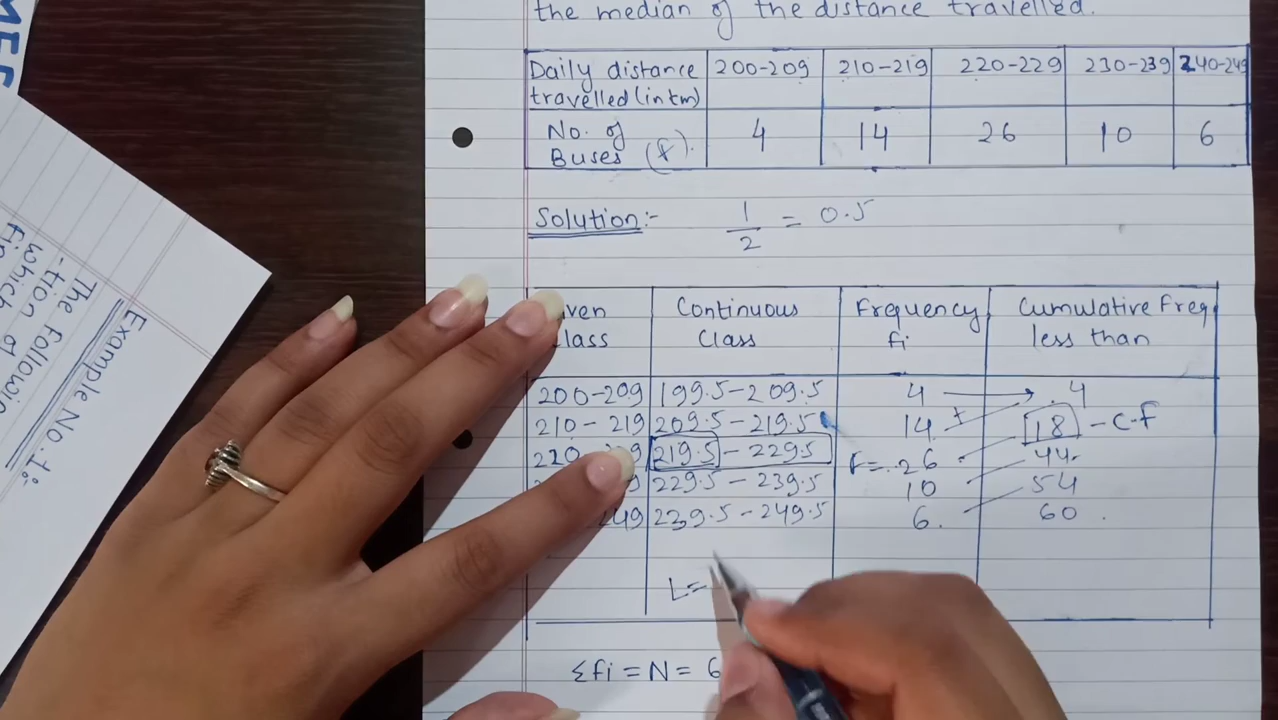 the median of the distance travelled.
Daily distance travelled (in km) 200-209 210-219 220-229 230-239 240-249
No. of Buses (f). 4 14 26 10 6
Solution:- 1/2 = 0.5
Class Continuous Class Frequency fi Cumulative Freq. less than
200-209 199.5-209.5 4 4
210-219 209.5-219.5 14 + 18 - C.F
219.5-229.5 F= 26 44
229.5-239.5 10 54
239.5-249.5 6 60
L=
Σfi = N = 6
Example No. 1:
The followin
-tion of
which